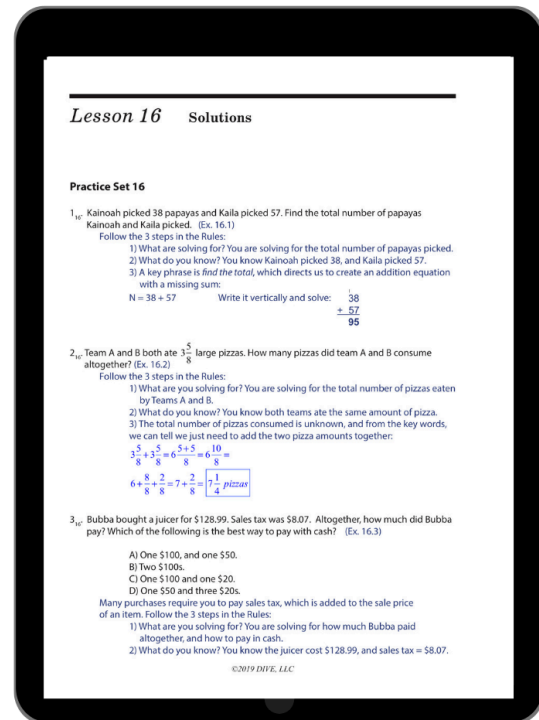 Lesson 16 Solutions
Practice Set 16
1₁₆. Kainoah picked 38 papayas and Kaila picked 57. Find the total number of papayas
Kainoah and Kaila picked. (Ex. 16.1)
Follow the 3 steps in the Rules:
1) What are solving for? You are solving for the total number of papayas picked.
2) What do you know? You know Kainoah picked 38, and Kaila picked 57.
3) A key phrase is find the total, which directs us to create an addition equation
with a missing sum:
N = 38 + 57 Write it vertically and solve: 38
+ 57
95
2₁₆. Team A and B both ate 3 5/8 large pizzas. How many pizzas did team A and B consume
altogether? (Ex. 16.2)
Follow the 3 steps in the Rules:
1) What are you solving for? You are solving for the total number of pizzas eaten
by Teams A and B.
2) What do you know? You know both teams ate the same amount of pizza.
3) The total number of pizzas consumed is unknown, and from the key words,
we can tell we just need to add the two pizza amounts together:
3 5/8 + 3 5/8 = 6 5+5/8 = 6 10/8 =
6 + 8/8 + 2/8 = 7 + 2/8 = 7 1/4 pizzas
3₁₆. Bubba bought a juicer for $128.99. Sales tax was $8.07. Altogether, how much did Bubba
pay? Which of the following is the best way to pay with cash? (Ex. 16.3)
A) One $100, and one $50.
B) Two $100s.
C) One $100 and one $20.
D) One $50 and three $20s.
Many purchases require you to pay sales tax, which is added to the sale price
of an item. Follow the 3 steps in the Rules:
1) What are you solving for? You are solving for how much Bubba paid
altogether, and how to pay in cash.
2) What do you know? You know the juicer cost $128.99, and sales tax = $8.07.
©2019 DIVE, LLC